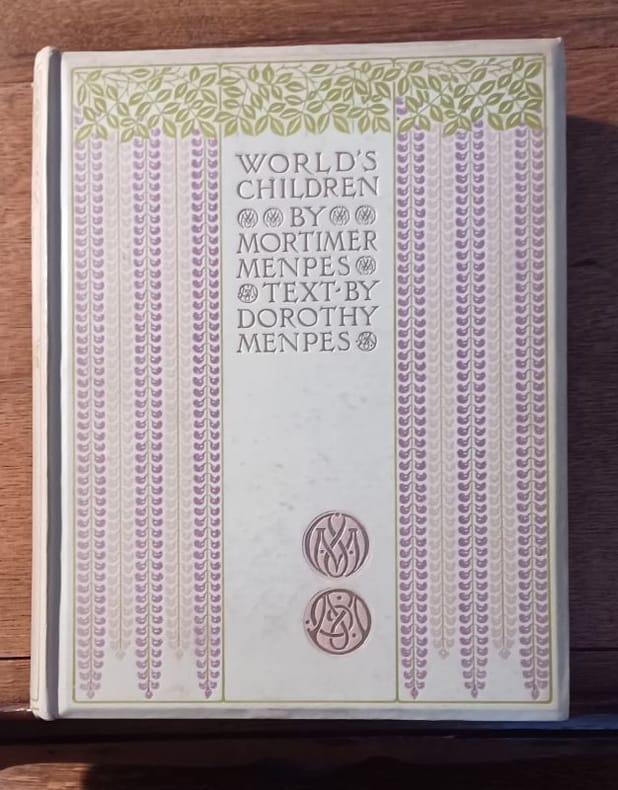 WORLD'S
CHILDREN
BY
MORTIMER
MENPES
TEXT·BY
DOROTHY
MENPES